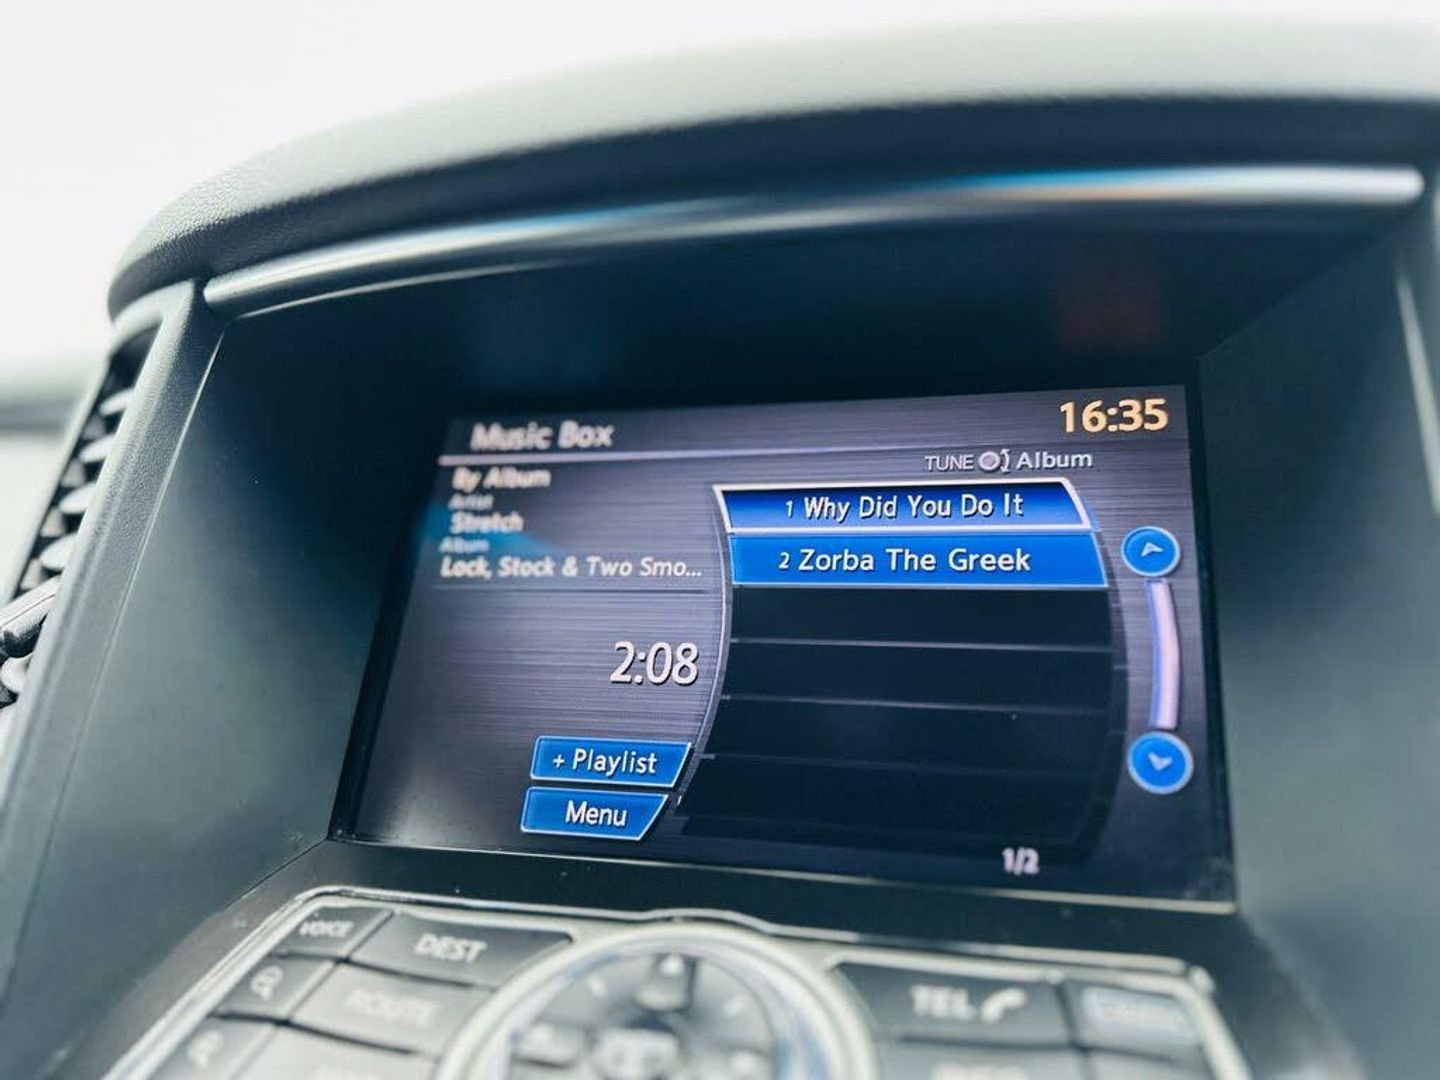 Music Box
16:35
TUNE Album
By Album
Artist
Stretch
Album
Lock, Stock & Two Smo...
1 Why Did You Do It
2 Zorba The Greek
2:08
+ Playlist
Menu
1/2
VOICE
DEST
ROUTE
TEL